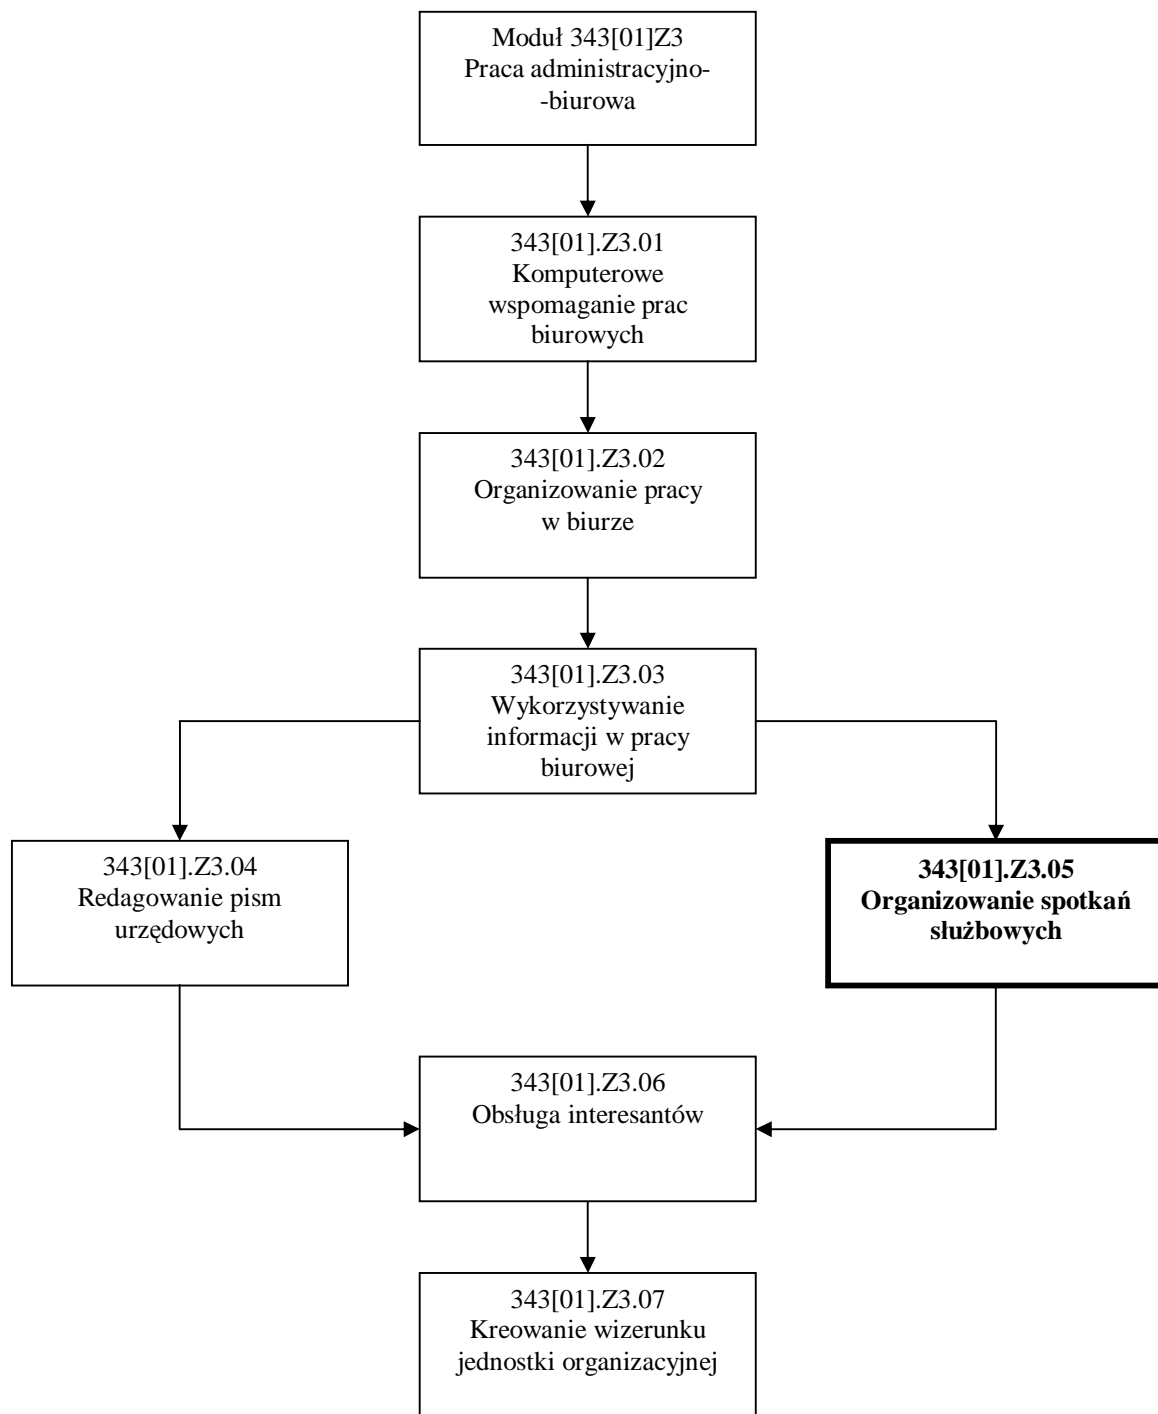 Moduł 343[01]Z3
Praca administracyjno-
-biurowa
343[01].Z3.01
Komputerowe
wspomaganie prac
biurowych
343[01].Z3.02
Organizowanie pracy
w biurze
343[01].Z3.03
Wykorzystywanie
informacji w pracy
biurowej
343[01].Z3.04
Redagowanie pism
urzędowych
343[01].Z3.05
Organizowanie spotkań
służbowych
343[01].Z3.06
Obsługa interesantów
343[01].Z3.07
Kreowanie wizerunku
jednostki organizacyjnej